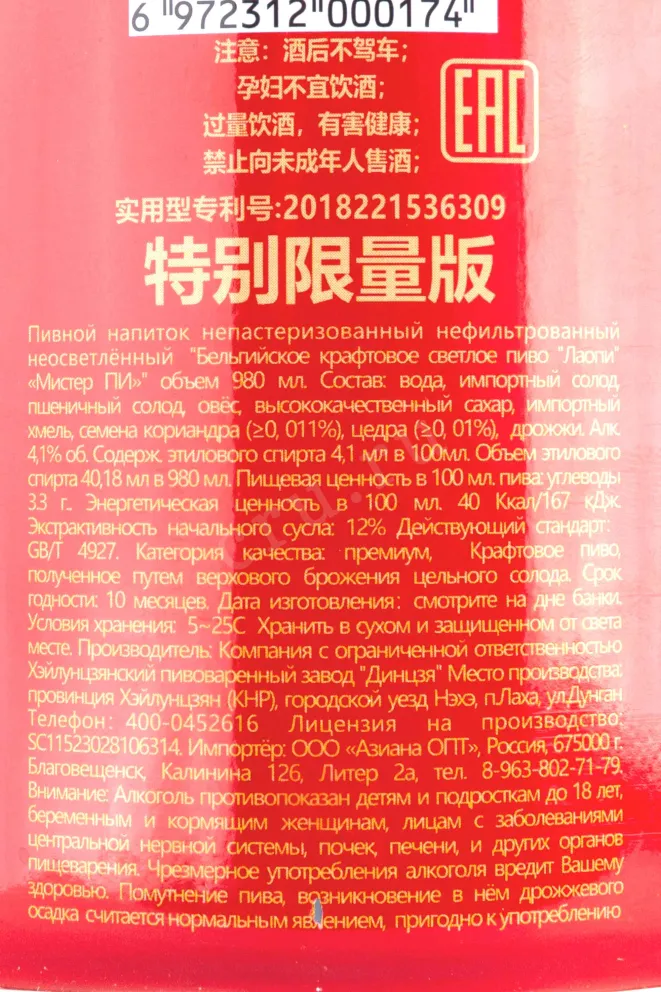 6 972312 000174
注意：酒后不驾车；
孕妇不宜饮酒；
过量饮酒，有害健康；
禁止向未成年人售酒；
EAC
实用型专利号:2018221536309
特别限量版
Пивной напиток непастеризованный нефильтрованный
неосветлённый "Бельгийское крафтовое светлое пиво "Лаопи"
«Мистер ПИ»" объем 980 мл. Состав: вода, импортный солод,
пшеничный солод, овёс, высококачественный сахар, импортный
хмель, семена кориандра (≥0, 011%), цедра (≥0, 01%), дрожжи. Алк.
4,1% об. Содерж. этилового спирта 4,1 мл в 100мл. Объем этилового
спирта 40,18 мл в 980 мл. Пищевая ценность в 100 мл. пива: углеводы
33 г. Энергетическая ценность в 100 мл. 40 Ккал/167 кДж.
Экстрактивность начального сусла: 12% Действующий стандарт:
GB/T 4927. Категория качества: премиум, Крафтовое пиво,
полученное путем верхового брожения цельного солода. Срок
годности: 10 месяцев. Дата изготовления: смотрите на дне банки.
Условия хранения: 5~25С Хранить в сухом и защищенном от света
месте. Производитель: Компания с ограниченной ответственностью
Хэйлунцзянский пивоваренный завод "Динцзя" Место производства:
провинция Хэйлунцзян (КНР), городской уезд Нэхэ, п.Лаха, ул.Дунган
Телефон: 400-0452616 Лицензия на производство:
SC11523028106314. Импортёр: ООО «Азиана ОПТ», Россия, 675000 г.
Благовещенск, Калинина 126, Литер 2а, тел. 8-963-802-71-79.
Внимание: Алкоголь противопоказан детям и подросткам до 18 лет,
беременным и кормящим женщинам, лицам с заболеваниями
центральной нервной системы, почек, печени, и других органов
пищеварения. Чрезмерное употребления алкоголя вредит Вашему
здоровью. Помутнение пива, возникновение в нём дрожжевого
осадка считается нормальным явлением, пригодно к употреблению